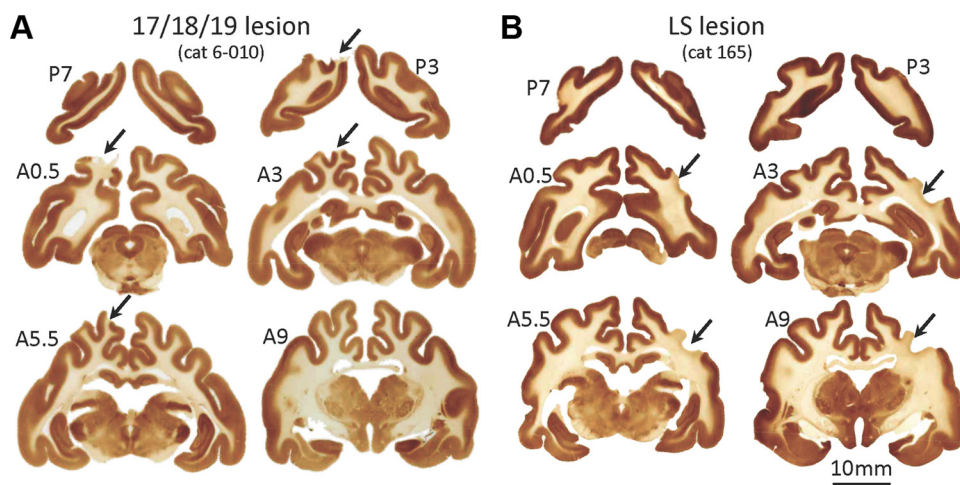 A
17/18/19 lesion
(cat 6-010)
P7
P3
A0.5
A3
A5.5
A9
B
LS lesion
(cat 165)
P7
P3
A0.5
A3
A5.5
A9
10mm